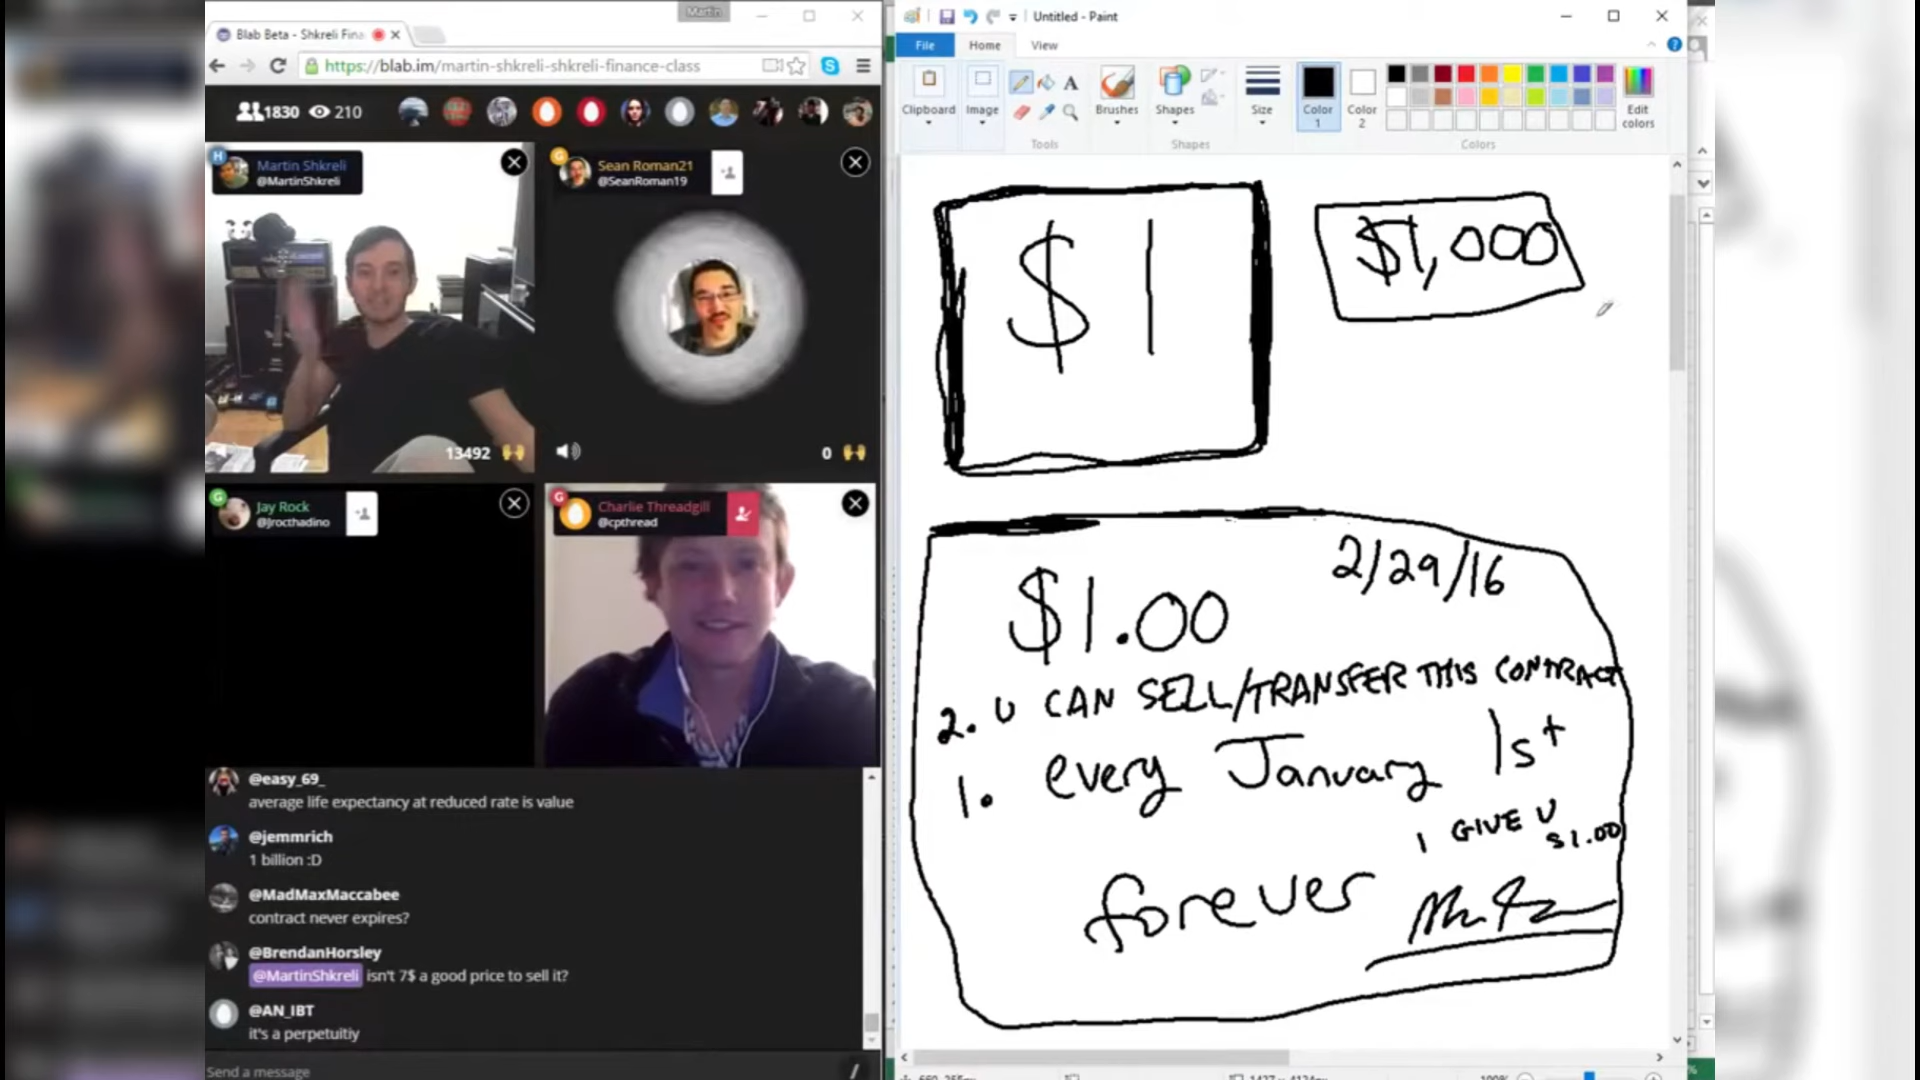 Martin
Blab Beta - Shkreli Fina
https://blab.im/martin-shkreli-shkreli-finance-class
1830
210
H
Martin Shkreli
@MartinShkreli
13492
G
Sean Roman21
@SeanRoman19
0
G
Jay Rock
@Jrocthadino
G
Charlie Threadgill
@cpthread
@easy_69_
average life expectancy at reduced rate is value
@jemmrich
1 billion :D
@MadMaxMaccabee
contract never expires?
@BrendanHorsley
@MartinShkreli isn't 7$ a good price to sell it?
@AN_IBT
it's a perpetuitiy
Send a message
/
Untitled - Paint
File Home View
Clipboard
Image
A
Tools
Brushes
Shapes
Shapes
Size
Color 1
Color 2
Edit colors
Colors
$ 1
$1,000
$1.00
2/29/16
2. U CAN SELL/TRANSFER THIS CONTRACT
1. every January 1st
I GIVE U
$1.00
forever
100%